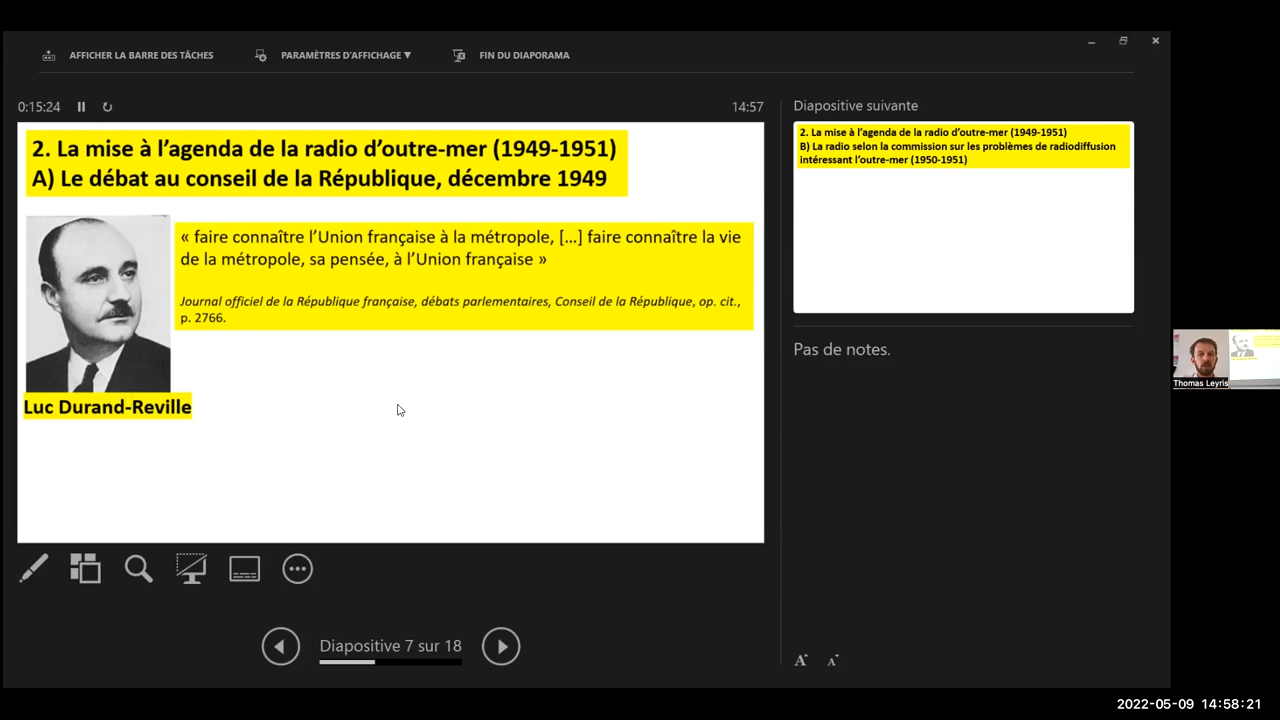 AFFICHER LA BARRE DES TÂCHES
PARAMÈTRES D'AFFICHAGE ▼
FIN DU DIAPORAMA
0:15:24
14:57
2. La mise à l'agenda de la radio d'outre-mer (1949-1951)
A) Le débat au conseil de la République, décembre 1949
« faire connaître l'Union française à la métropole, [...] faire connaître la vie
de la métropole, sa pensée, à l'Union française »
Journal officiel de la République française, débats parlementaires, Conseil de la République, op. cit.,
p. 2766.
Luc Durand-Reville
Diapositive 7 sur 18
Diapositive suivante
2. La mise à l'agenda de la radio d'outre-mer (1949-1951)
B) La radio selon la commission sur les problèmes de radiodiffusion
intéressant l'outre-mer (1950-1951)
Pas de notes.
A A
Thomas Leyris
2022-05-09 14:58:21